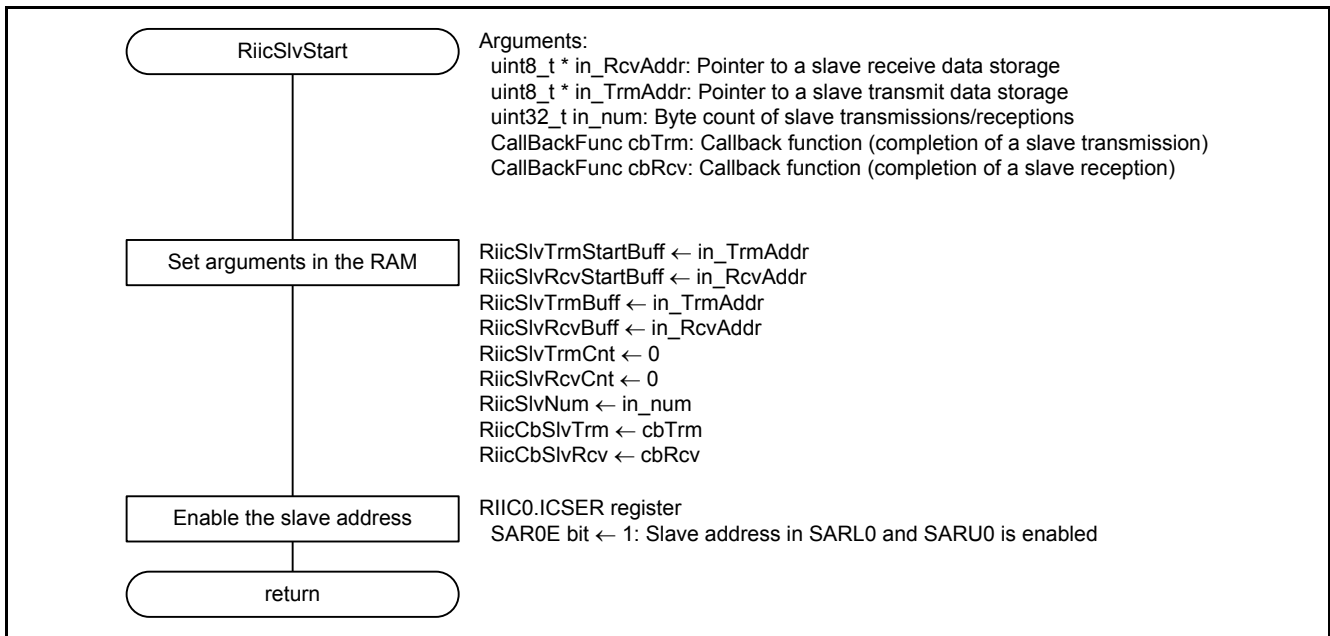 RiicSlvStart
Arguments:
uint8_t * in_RcvAddr: Pointer to a slave receive data storage
uint8_t * in_TrmAddr: Pointer to a slave transmit data storage
uint32_t in_num: Byte count of slave transmissions/receptions
CallBackFunc cbTrm: Callback function (completion of a slave transmission)
CallBackFunc cbRcv: Callback function (completion of a slave reception)
Set arguments in the RAM
RiicSlvTrmStartBuff ← in_TrmAddr
RiicSlvRcvStartBuff ← in_RcvAddr
RiicSlvTrmBuff ← in_TrmAddr
RiicSlvRcvBuff ← in_RcvAddr
RiicSlvTrmCnt ← 0
RiicSlvRcvCnt ← 0
RiicSlvNum ← in_num
RiicCbSlvTrm ← cbTrm
RiicCbSlvRcv ← cbRcv
Enable the slave address
RIIC0.ICSER register
SAR0E bit ← 1: Slave address in SARL0 and SARU0 is enabled
return